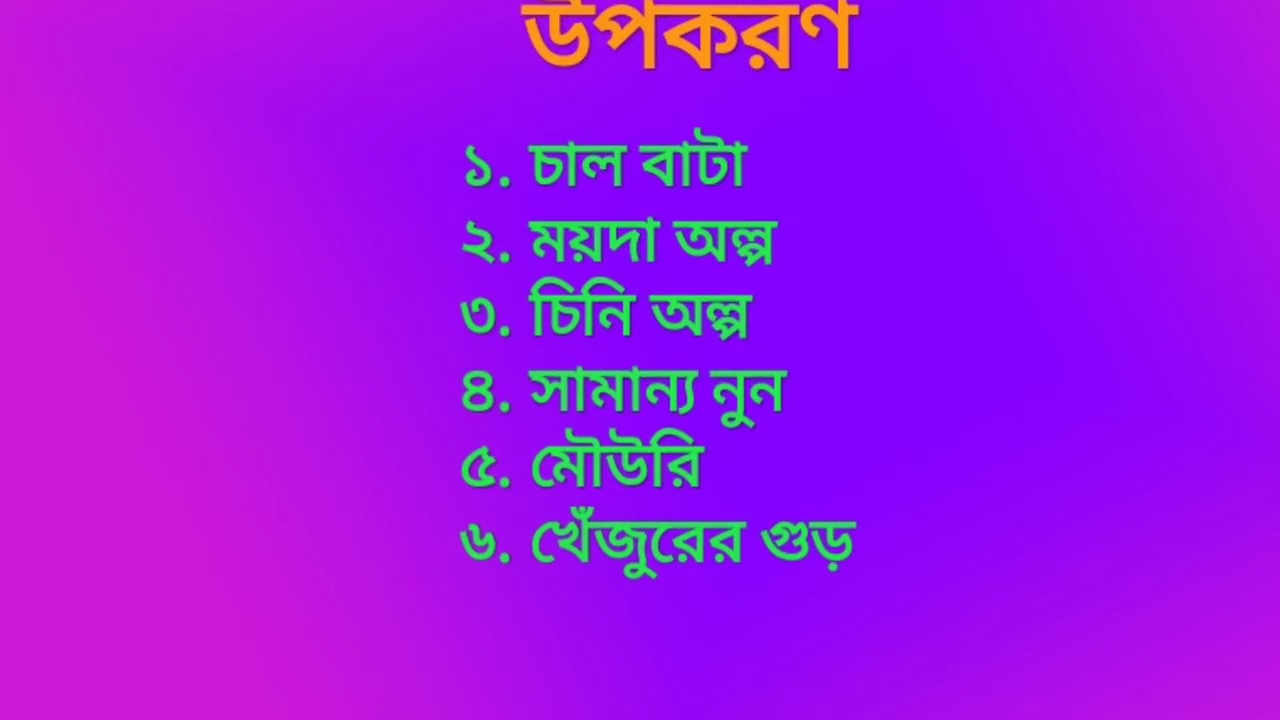 উপকরণ
১. চাল বাটা
২. ময়দা অল্প
৩. চিনি অল্প
৪. সামান্য নুন
৫. মৌউরি
৬. খেঁজুরের গুড়